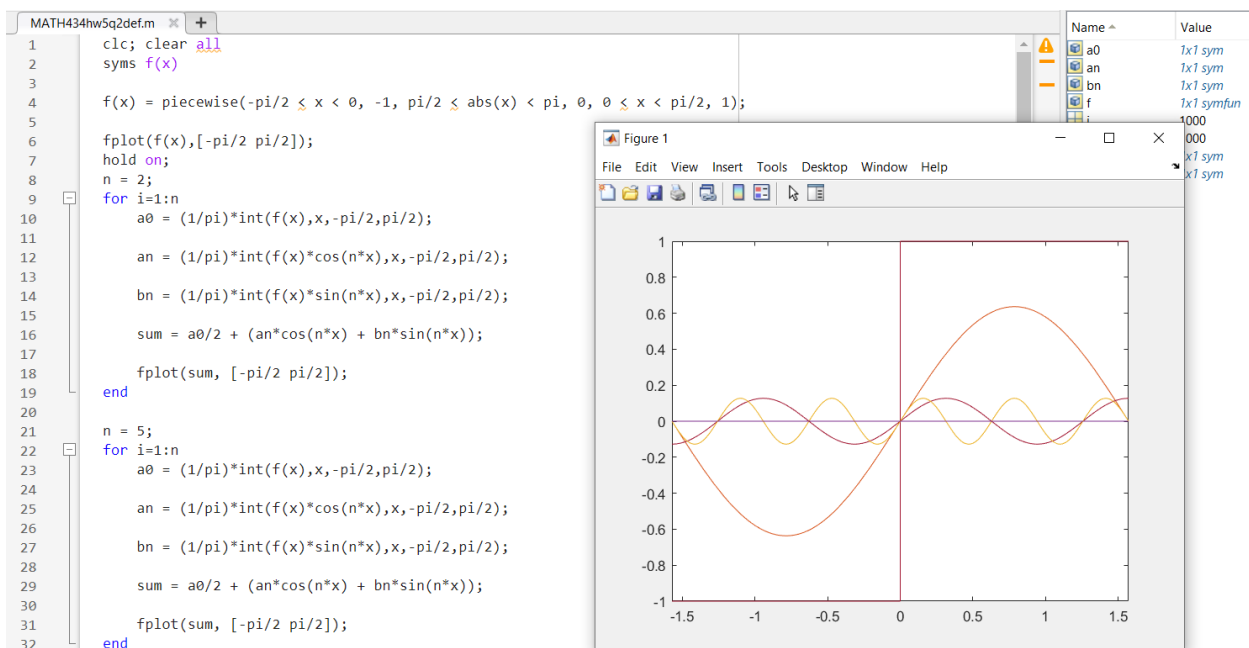 MATH434hw5q2def.m × +
1 clc; clear all
2 syms f(x)
3
4 f(x) = piecewise(-pi/2 < x < 0, -1, pi/2 < abs(x) < pi, 0, 0 < x < pi/2, 1);
5
6 fplot(f(x),[-pi/2 pi/2]);
7 hold on;
8 n = 2;
9 for i=1:n
10 a0 = (1/pi)*int(f(x),x,-pi/2,pi/2);
11
12 an = (1/pi)*int(f(x)*cos(n*x),x,-pi/2,pi/2);
13
14 bn = (1/pi)*int(f(x)*sin(n*x),x,-pi/2,pi/2);
15
16 sum = a0/2 + (an*cos(n*x) + bn*sin(n*x));
17
18 fplot(sum, [-pi/2 pi/2]);
19 end
20
21 n = 5;
22 for i=1:n
23 a0 = (1/pi)*int(f(x),x,-pi/2,pi/2);
24
25 an = (1/pi)*int(f(x)*cos(n*x),x,-pi/2,pi/2);
26
27 bn = (1/pi)*int(f(x)*sin(n*x),x,-pi/2,pi/2);
28
29 sum = a0/2 + (an*cos(n*x) + bn*sin(n*x));
30
31 fplot(sum, [-pi/2 pi/2]);
32 end
Name Value
a0 1x1 sym
an 1x1 sym
bn 1x1 sym
f 1x1 symfun
1000
000
x1 sym
x1 sym
Figure 1
File Edit View Insert Tools Desktop Window Help
1
0.8
0.6
0.4
0.2
0
-0.2
-0.4
-0.6
-0.8
-1
-1.5 -1 -0.5 0 0.5 1 1.5